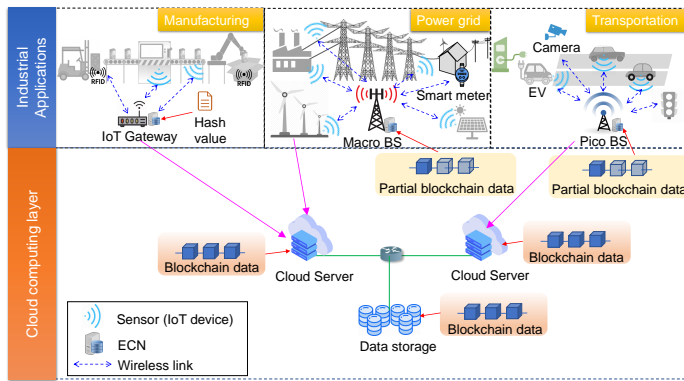 Industrial
Applications
Manufacturing
Power grid
Transportation
RFID
RFID
Hash
value
IoT Gateway
Smart meter
Macro BS
Camera
EV
Pico BS
Partial blockchain data
Partial blockchain data
Cloud computing layer
Blockchain data
Cloud Server
Cloud Server
Blockchain data
Blockchain data
Data storage
Sensor (IoT device)
ECN
Wireless link